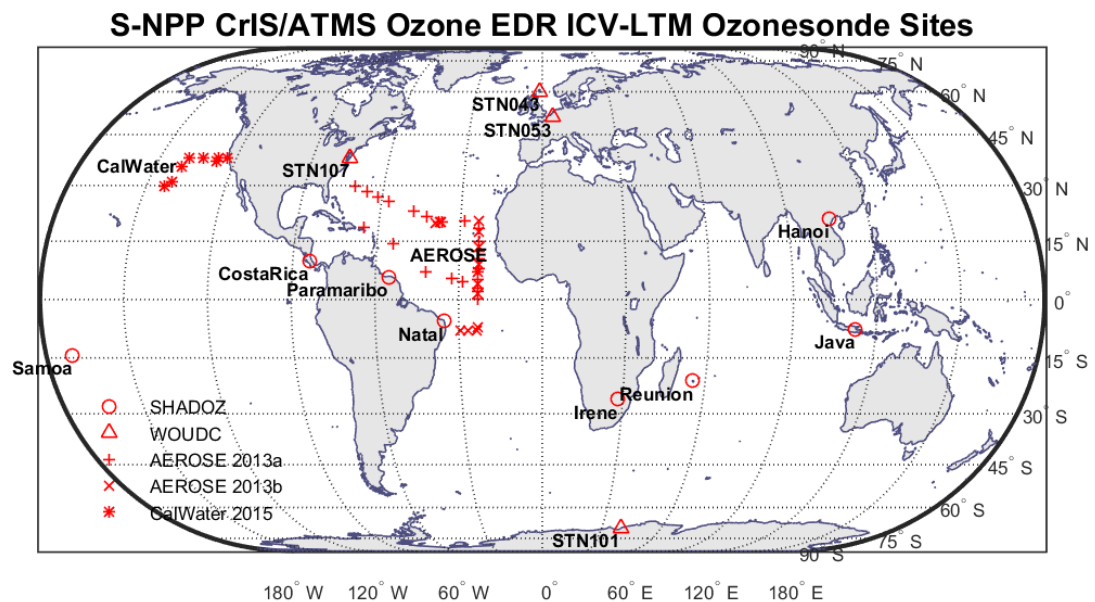 S-NPP CrIS/ATMS Ozone EDR ICV-LTM Ozonesonde Sites
90° N
75° N
60° N
STN043
STN053
45° N
CalWater
STN107
30° N
Hanoi
15° N
AEROSE
CostaRica
Paramaribo
0°
Natal
Java
Samoa
15° S
Reunion
Irene
30° S
SHADOZ
WOUDC
AEROSE 2013a
AEROSE 2013b
CalWater 2015
45° S
60° S
STN101
75° S
90° S
180° W 120° W 60° W 0° 60° E 120° E 180° E